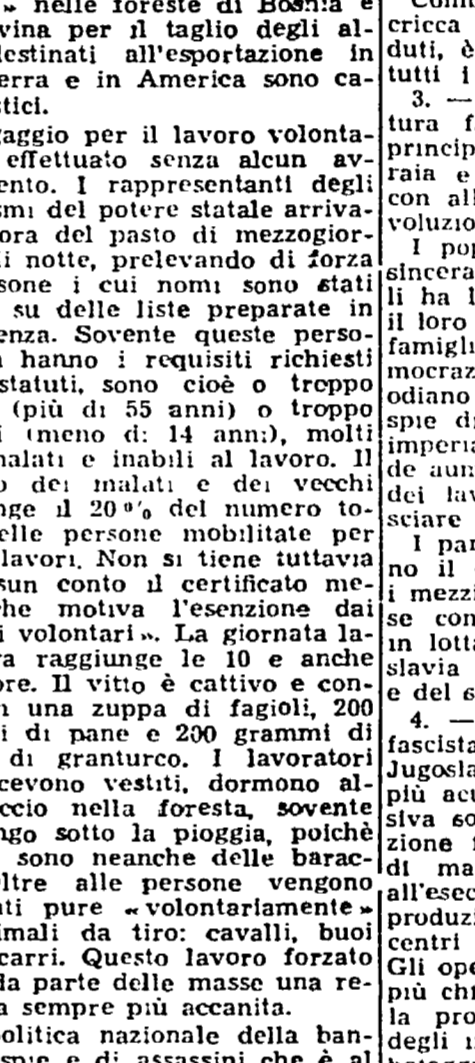 » nelle foreste di Bosnia e
vina per il taglio degli al-
destinati all'esportazione in
erra e in America sono ca-
stici.
aggio per il lavoro volonta-
effettuato senza alcun av-
ento. I rappresentanti degli
smi del potere statale arriva-
ora del pasto di mezzogior-
di notte, prelevando di forza
sone i cui nomi sono stati
su delle liste preparate in
enza. Sovente queste perso-
hanno i requisiti richiesti
statuti, sono cioè o troppo
(più di 55 anni) o troppo
i (meno di 14 anni), molti
malati e inabili al lavoro. Il
o dei malati e dei vecchi
nge il 20% del numero to-
elle persone mobilitate per
lavori. Non si tiene tuttavia
sun conto il certificato me-
che motiva l'esenzione dai
i volontari». La giornata la-
ra raggiunge le 10 e anche
ore. Il vitto è cattivo e con-
n una zuppa di fagioli, 200
i di pane e 200 grammi di
di granturco. I lavoratori
cevono vestiti, dormono al-
ccio nella foresta, sovente
ngo sotto la pioggia, poichè
sono neanche delle barac-
ltre alle persone vengono
ati pure «volontariamente»
imali da tiro: cavalli, buoi
carri. Questo lavoro forzato
da parte delle masse una re-
a sempre più accanita.
politica nazionale della ban-
spie e di assassini che è al
cricca
duti, è
tutti i
3. —
tura f
princip
raia e
con all
voluzio
I pop
sincera
li ha l
il loro
famigli
mocraz
odiano
spie di
imperia
de aun
dei lav
sciare
I par
no il
i mezzi
se con
in lotta
slavia
e del s
4. —
fascista
Jugosla
più acu
siva so
zione
di ma
all'esec
produzi
centri
Gli ope
più chi
la pro
degli